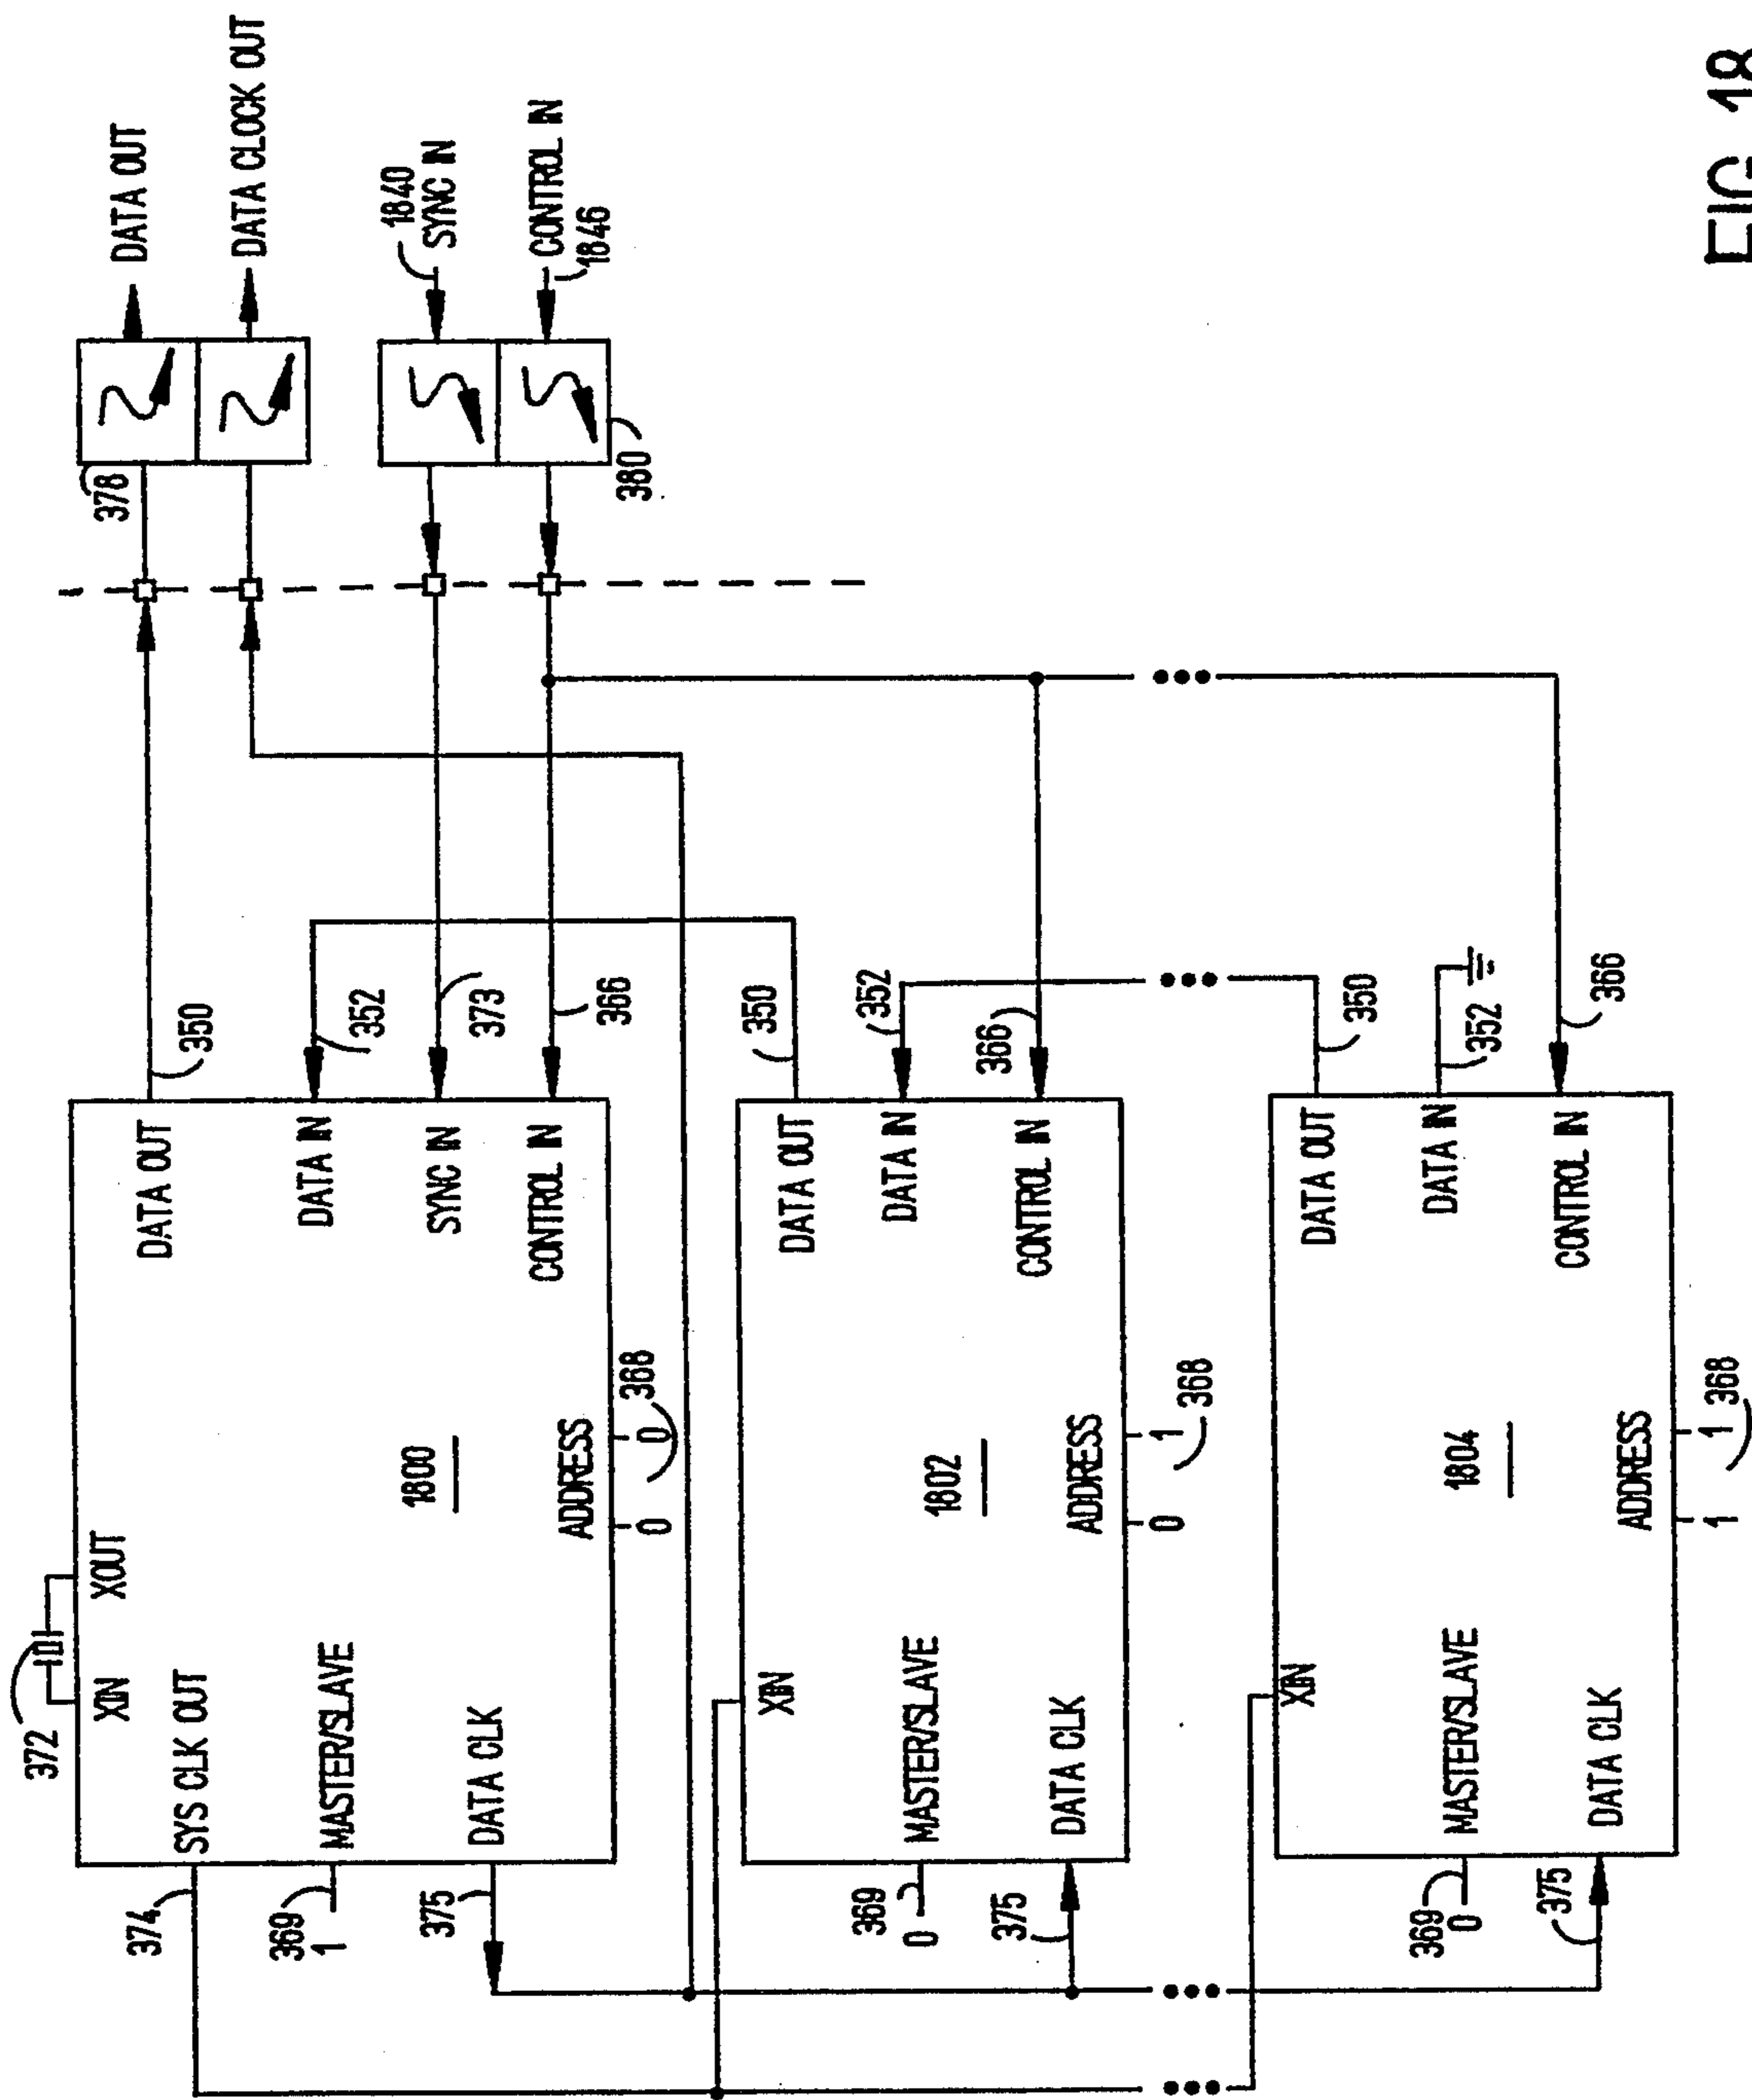 372
XIN
XOUT
SYS CLK OUT
374
MASTER/SLAVE
369
1
DATA CLK
375
1800
ADDRESS
0
0
368
DATA OUT
350
DATA IN
352
SYNC IN
373
CONTROL IN
366
378
DATA OUT
DATA CLOCK OUT
1840
SYNC IN
CONTROL IN
1846
380
XIN
MASTER/SLAVE
369
0
DATA CLK
375
1802
ADDRESS
0
1
368
DATA OUT
350
DATA IN
352
CONTROL IN
366
XIN
MASTER/SLAVE
369
0
DATA CLK
375
1804
ADDRESS
1
1
368
DATA OUT
350
DATA IN
352
CONTROL IN
366
FIG 18